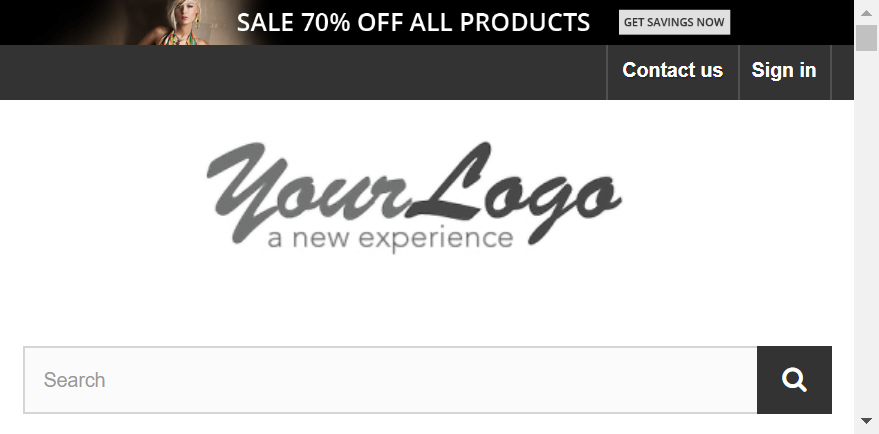 SALE 70% OFF ALL PRODUCTS GET SAVINGS NOW
Contact us Sign in
YourLogo
a new experience
Search